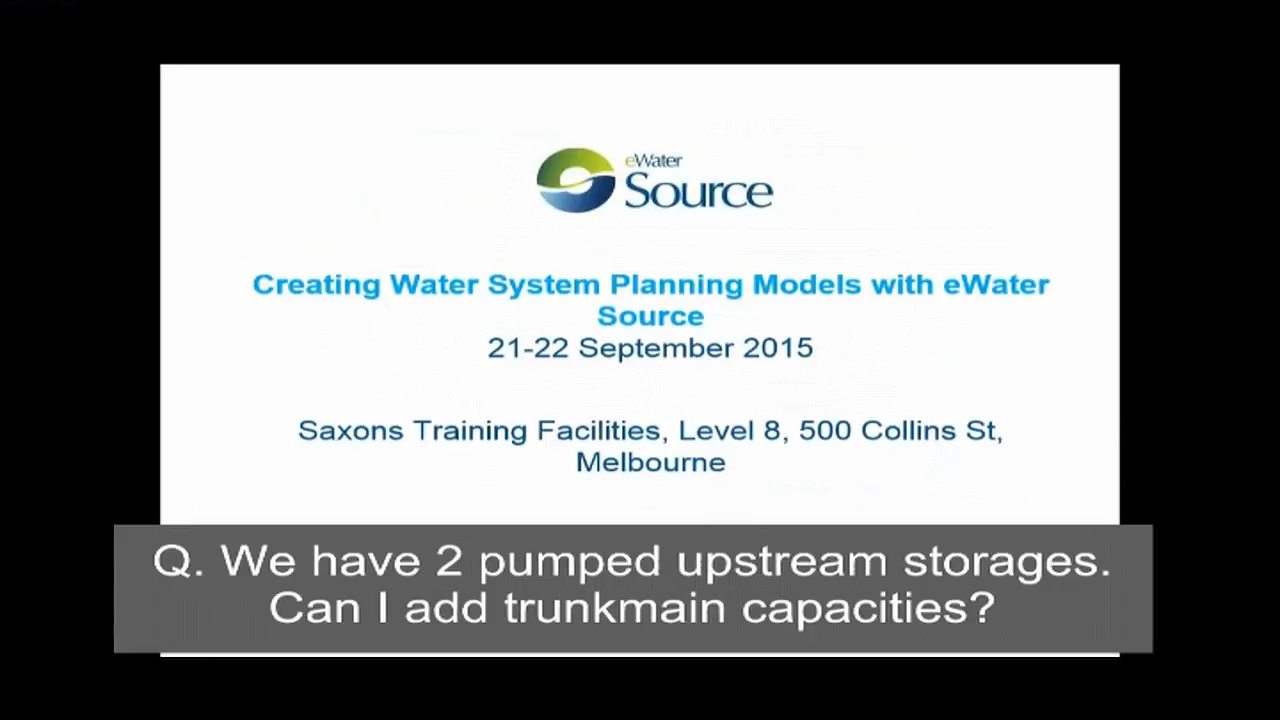 eWater
Source
Creating Water System Planning Models with eWater
Source
21-22 September 2015
Saxons Training Facilities, Level 8, 500 Collins St,
Melbourne
Q. We have 2 pumped upstream storages.
Can I add trunkmain capacities?